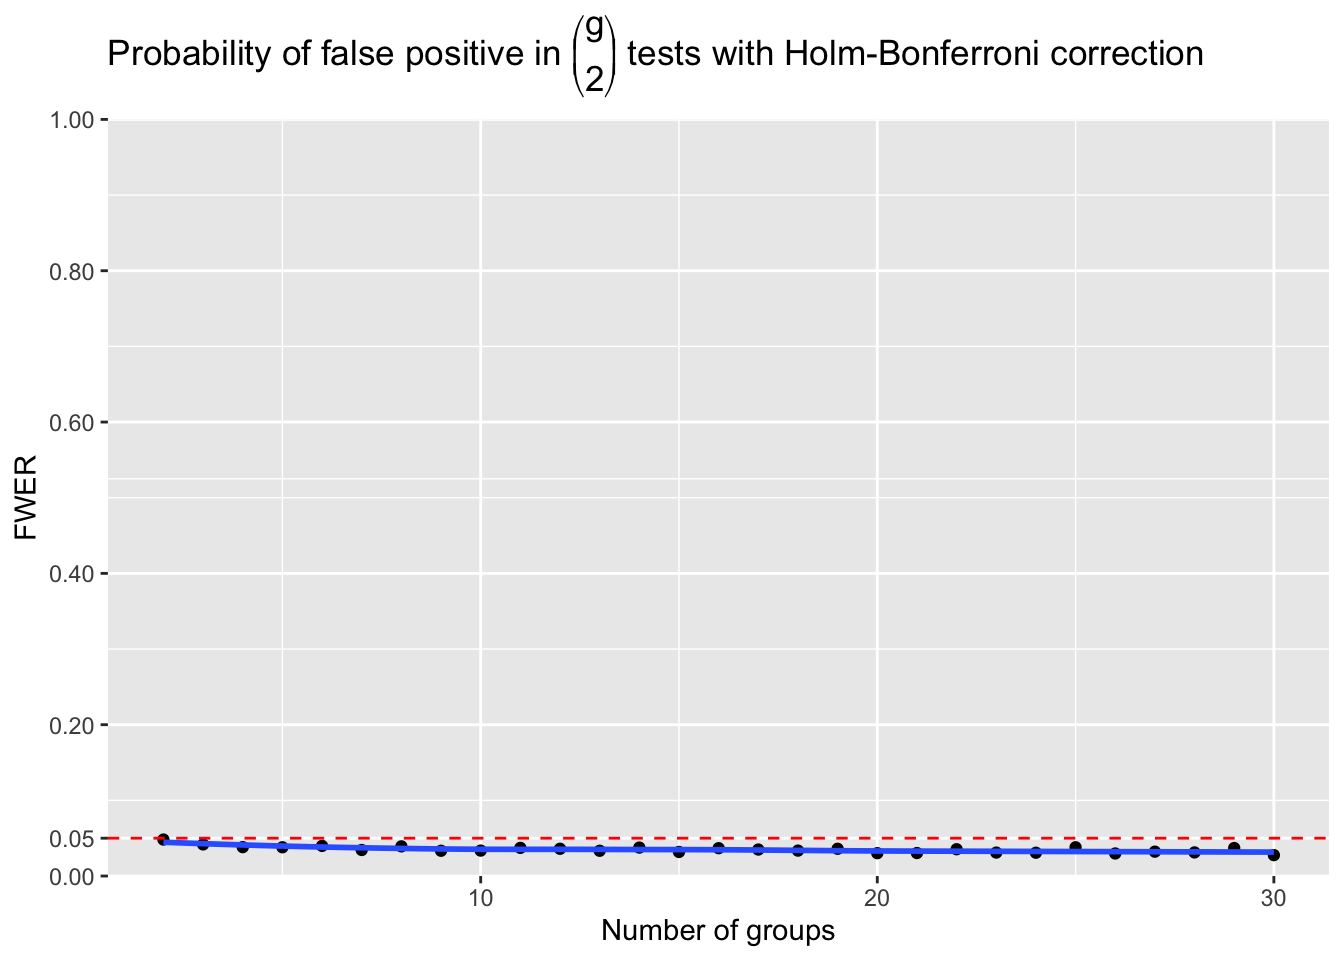 Probability of false positive in (g 2) tests with Holm-Bonferroni correction
1.00
0.80
0.60
0.40
0.20
0.05
0.00
FWER
10 20 30
Number of groups